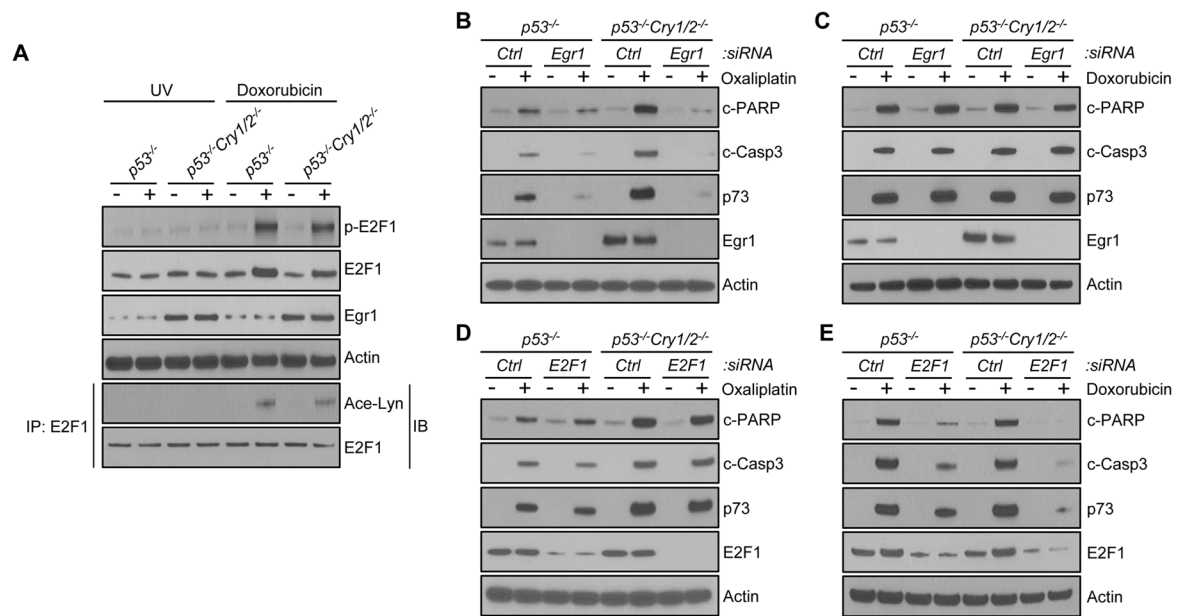 A
UV Doxorubicin
p53-/- p53-/-Cry1/2-/- p53-/- p53-/-Cry1/2-/-
- + - + - + - +
p-E2F1
E2F1
Egr1
Actin
IP: E2F1 Ace-Lyn IB
E2F1
B
p53-/- p53-/-Cry1/2-/-
Ctrl Egr1 Ctrl Egr1 :siRNA
- + - + - + - + Oxaliplatin
c-PARP
c-Casp3
p73
Egr1
Actin
C
p53-/- p53-/-Cry1/2-/-
Ctrl Egr1 Ctrl Egr1 :siRNA
- + - + - + - + Doxorubicin
c-PARP
c-Casp3
p73
Egr1
Actin
D
p53-/- p53-/-Cry1/2-/-
Ctrl E2F1 Ctrl E2F1 :siRNA
- + - + - + - + Oxaliplatin
c-PARP
c-Casp3
p73
E2F1
Actin
E
p53-/- p53-/-Cry1/2-/-
Ctrl E2F1 Ctrl E2F1 :siRNA
- + - + - + - + Doxorubicin
c-PARP
c-Casp3
p73
E2F1
Actin